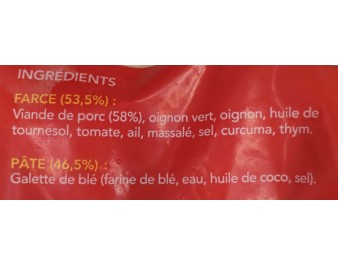 INGRÉDIENTS
FARCE (53,5%) :
Viande de porc (58%), oignon vert, oignon, huile de
tournesol, tomate, ail, massalé, sel, curcuma, thym.
PÂTE (46,5%) :
Galette de blé (farine de blé, eau, huile de coco, sel).